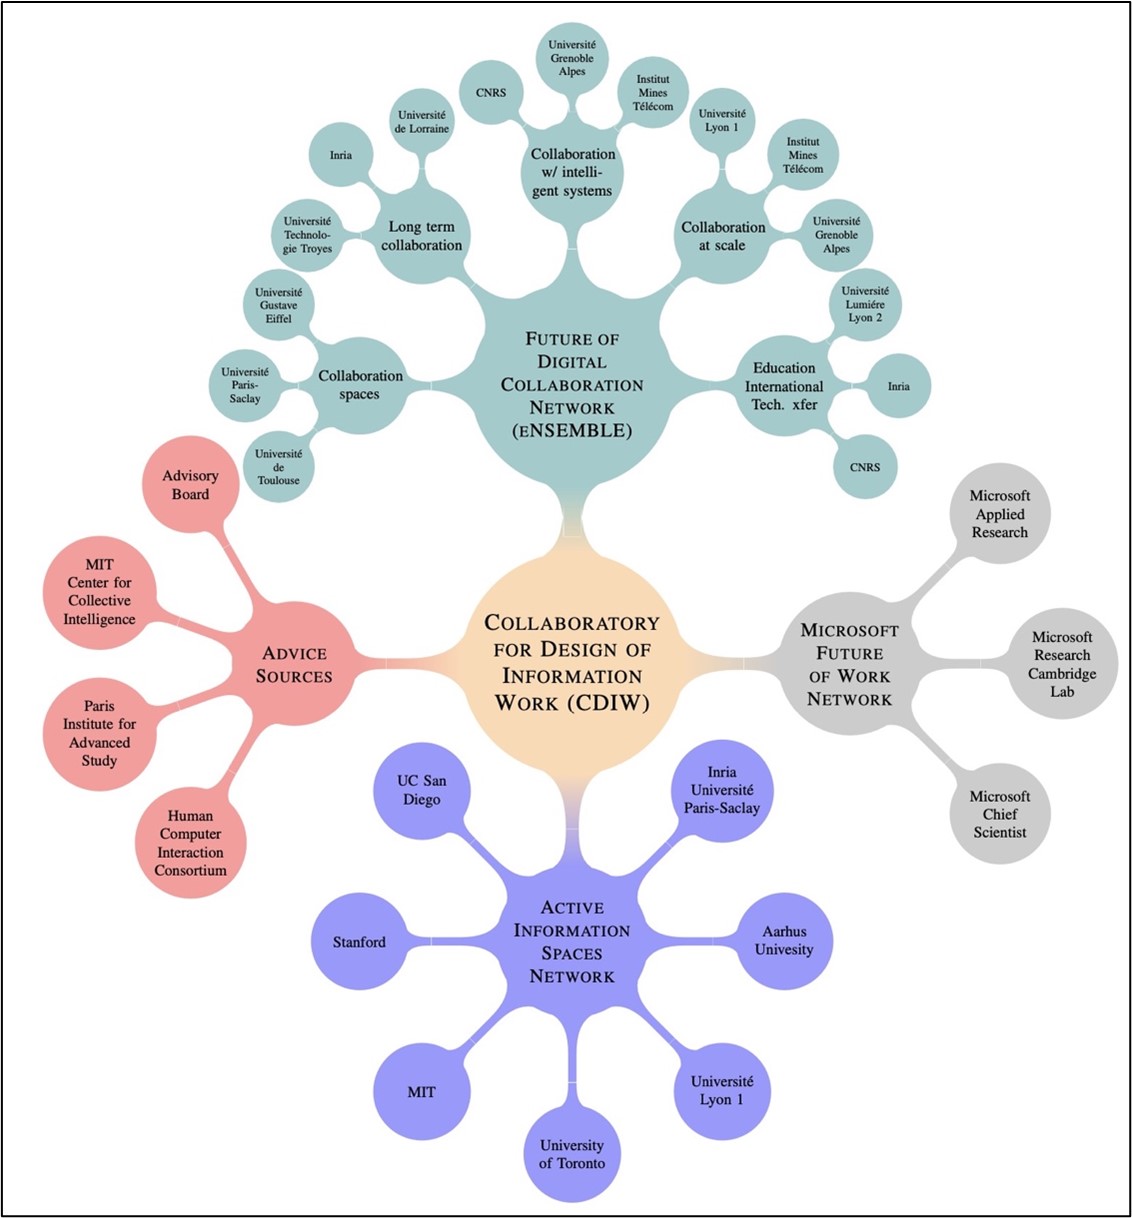 Université
Grenoble
Alpes
CNRS
Institut
Mines
Télécom
Collaboration
w/ intelli-
gent systems
Université
de Lorraine
Inria
Université
Technolo-
gie Troyes
Long term
collaboration
Université
Lyon 1
Institut
Mines
Télécom
Université
Grenoble
Alpes
Collaboration
at scale
Université
Gustave
Eiffel
Université
Paris-
Saclay
Université
de
Toulouse
Collaboration
spaces
FUTURE OF
DIGITAL
COLLABORATION
NETWORK
(ENSEMBLE)
Education
International
Tech. xfer
Université
Lumiére
Lyon 2
Inria
CNRS
Advisory
Board
MIT
Center for
Collective
Intelligence
Paris
Institute for
Advanced
Study
Human
Computer
Interaction
Consortium
ADVICE
SOURCES
COLLABORATORY
FOR DESIGN OF
INFORMATION
WORK (CDIW)
MICROSOFT
FUTURE
OF WORK
NETWORK
Microsoft
Applied
Research
Microsoft
Research
Cambridge
Lab
Microsoft
Chief
Scientist
UC San
Diego
Inria
Université
Paris-Saclay
Stanford
ACTIVE
INFORMATION
SPACES
NETWORK
Aarhus
Univesity
MIT
University
of Toronto
Université
Lyon 1